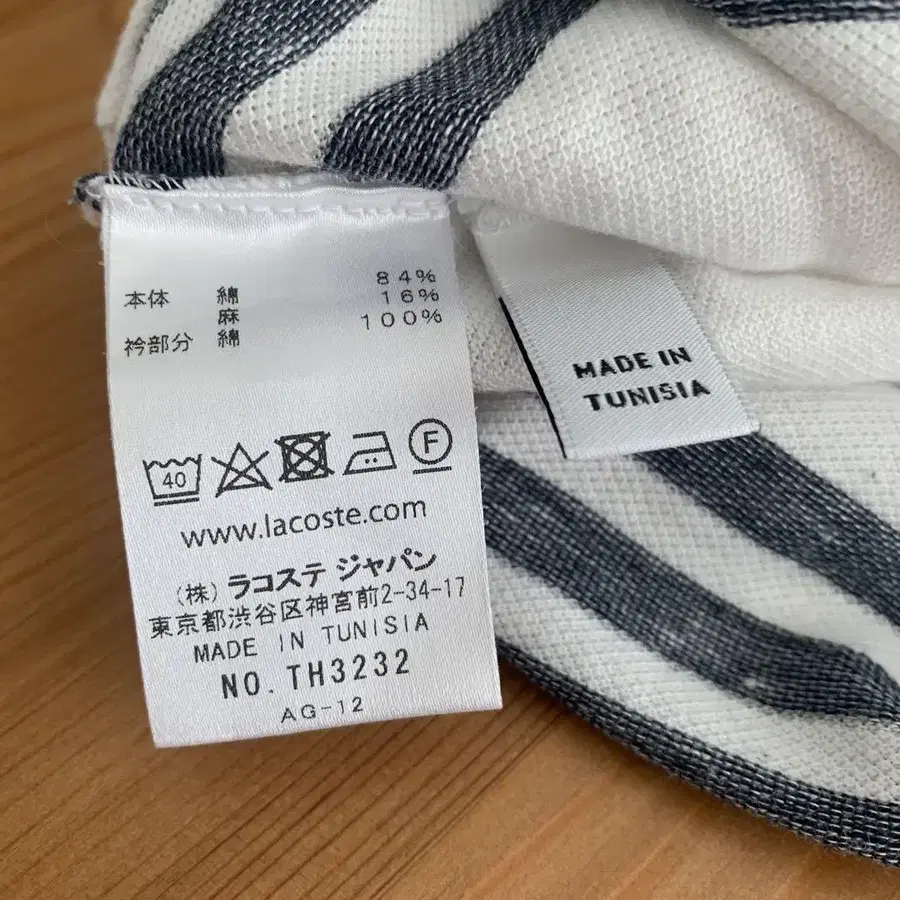 本体 綿 84%
麻 16%
衿部分 綿 100%
40 F
www.lacoste.com
(株) ラコステ ジャパン
東京都渋谷区神宮前2-34-17
MADE IN TUNISIA
NO. TH3232
AG-12
MADE IN
TUNISIA